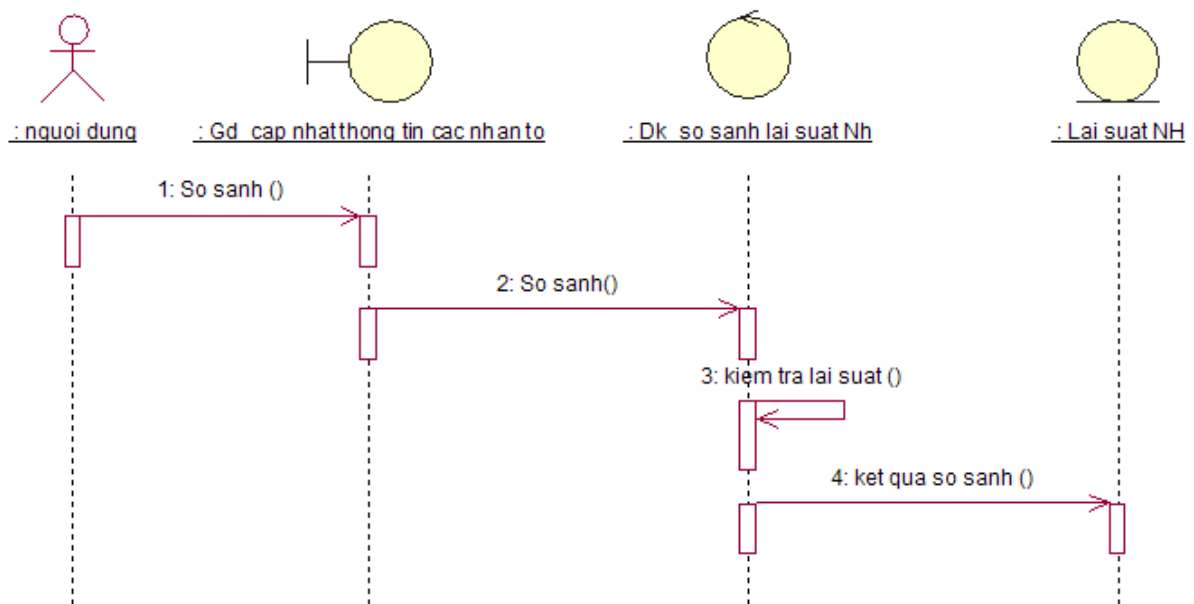 : nguoi dung
: Gd_cap nhat thong tin cac nhan to
: Dk_so sanh lai suat Nh
: Lai suat NH
1: So sanh ()
2: So sanh()
3: kiem tra lai suat ()
4: ket qua so sanh ()